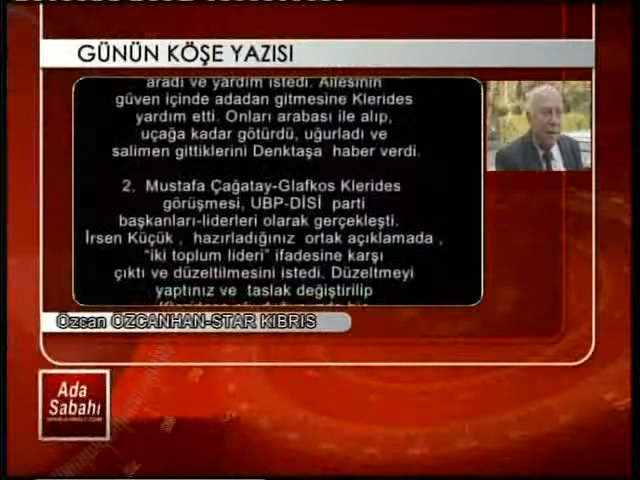 GÜNÜN KÖŞE YAZISI
aradı ve yardım istedi. Ailesinin
güven içinde adadan gitmesine Klerides
yardım etti. Onları arabası ile alıp,
uçağa kadar götürdü, uğurladı ve
salimen gittiklerini Denktaşa haber verdi.
2. Mustafa Çağatay-Glafkos Klerides
görüşmesi, UBP-DİSİ parti
başkanları-liderleri olarak gerçekleşti.
İrsen Küçük , hazırladığınız ortak açıklamada ,
"iki toplum lideri" ifadesine karşı
çıktı ve düzeltilmesini istedi. Düzeltmeyi
yaptınız ve taslak değiştirilip
Özcan ÖZCANHAN-STAR KIBRIS
Ada
Sabahı